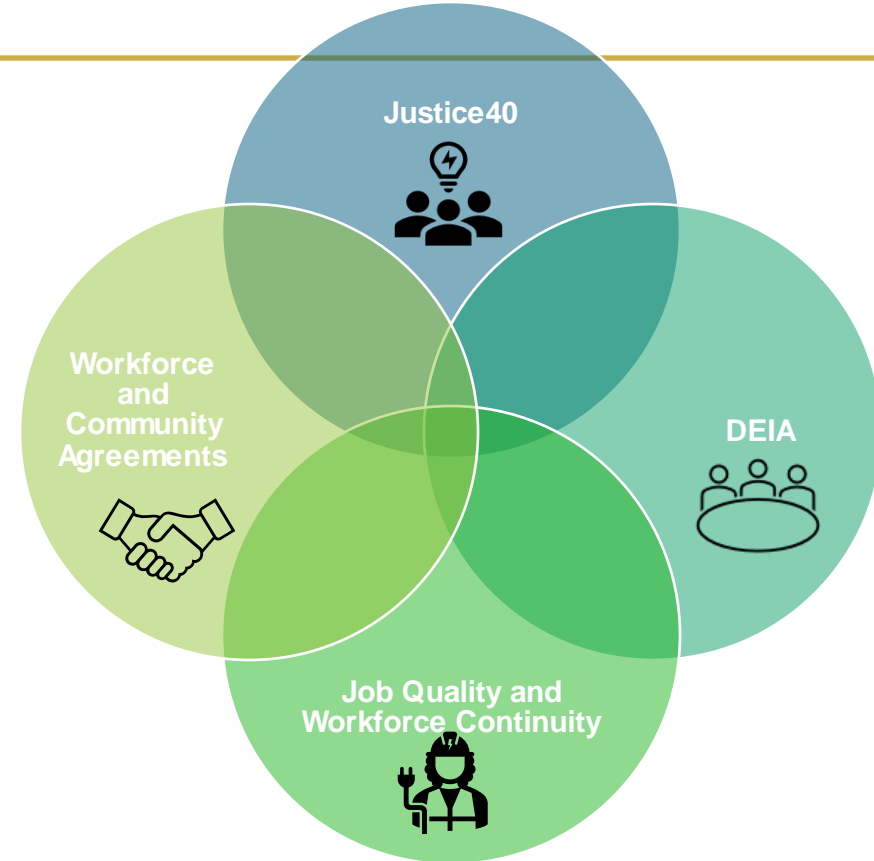 Justice40
Workforce
and
Community
Agreements
DEIA
Job Quality and
Workforce Continuity